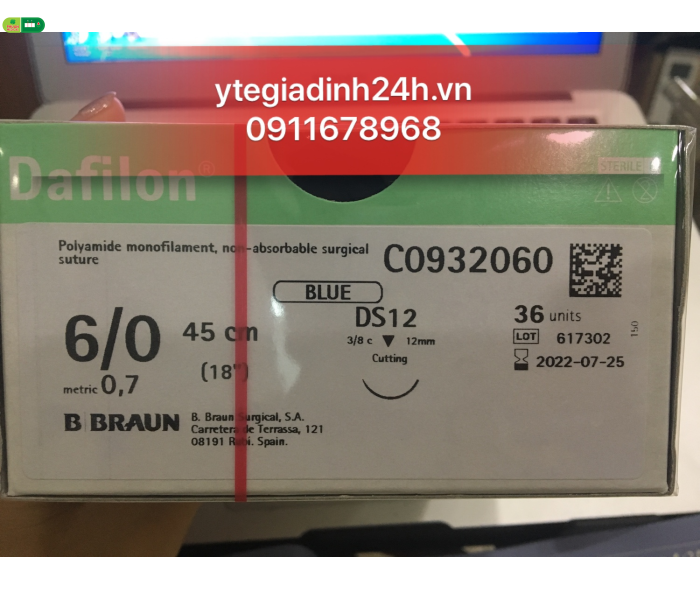 ytegiadinh24h.vn
0911678968
Dafilon®
STERILE
Polyamide monofilament, non-absorbable surgical
suture
C0932060
BLUE
6/0
45 cm
(18")
metric 0,7
DS12
3/8 c 12mm
Cutting
36 units
LOT 617302
2022-07-25
150
B BRAUN
B. Braun Surgical, S.A.
Carretera de Terrassa, 121
08191 Rubi. Spain.